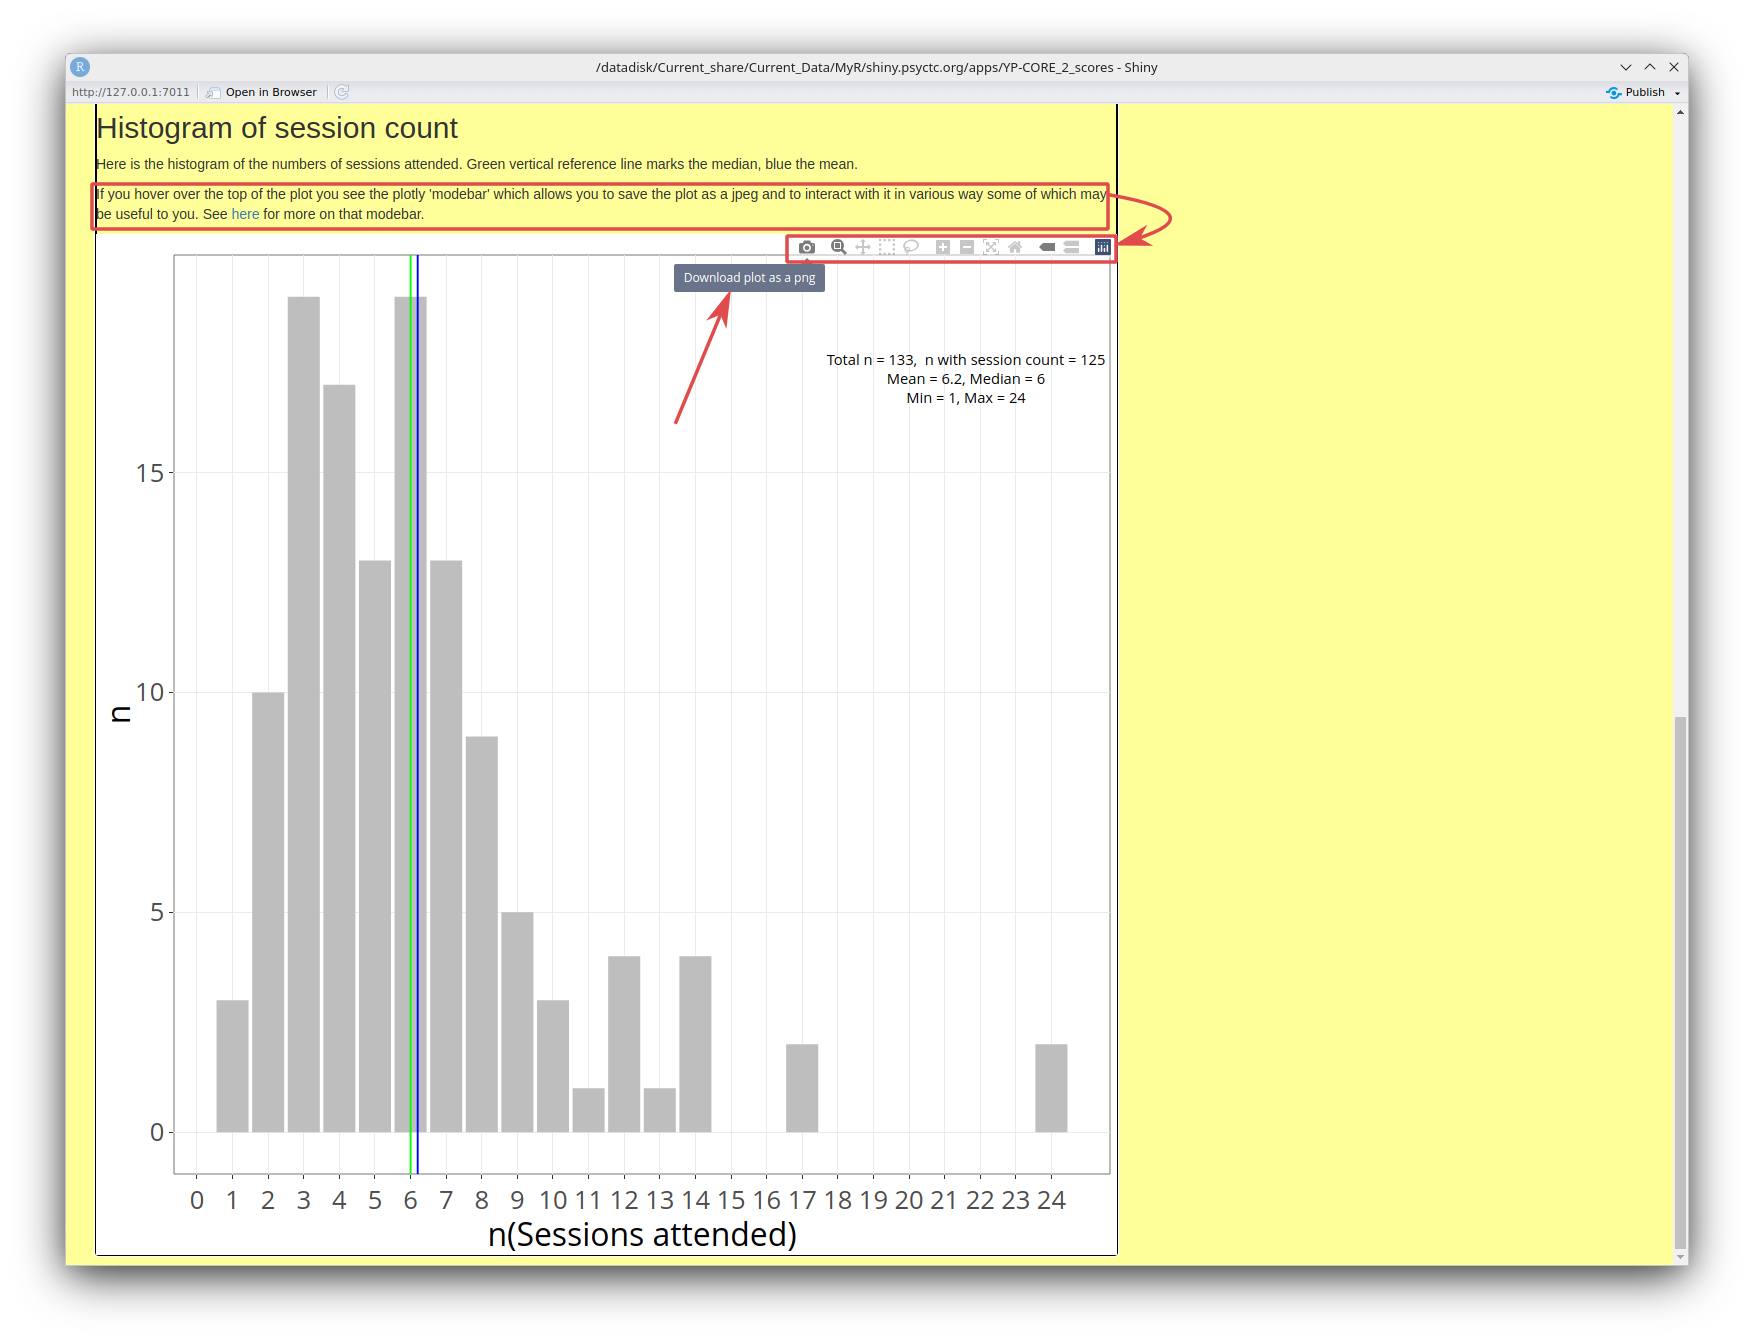 R
/datadisk/Current_share/Current_Data/MyR/shiny.psyctc.org/apps/YP-CORE_2_scores - Shiny
http://127.0.0.1:7011 Open in Browser Publish
Histogram of session count
Here is the histogram of the numbers of sessions attended. Green vertical reference line marks the median, blue the mean.
If you hover over the top of the plot you see the plotly 'modebar' which allows you to save the plot as a jpeg and to interact with it in various way some of which may
be useful to you. See here for more on that modebar.
Download plot as a png
Total n = 133,  n with session count = 125
Mean = 6.2, Median = 6
Min = 1, Max = 24
15
10
5
0
n
0 1 2 3 4 5 6 7 8 9 10 11 12 13 14 15 16 17 18 19 20 21 22 23 24
n(Sessions attended)